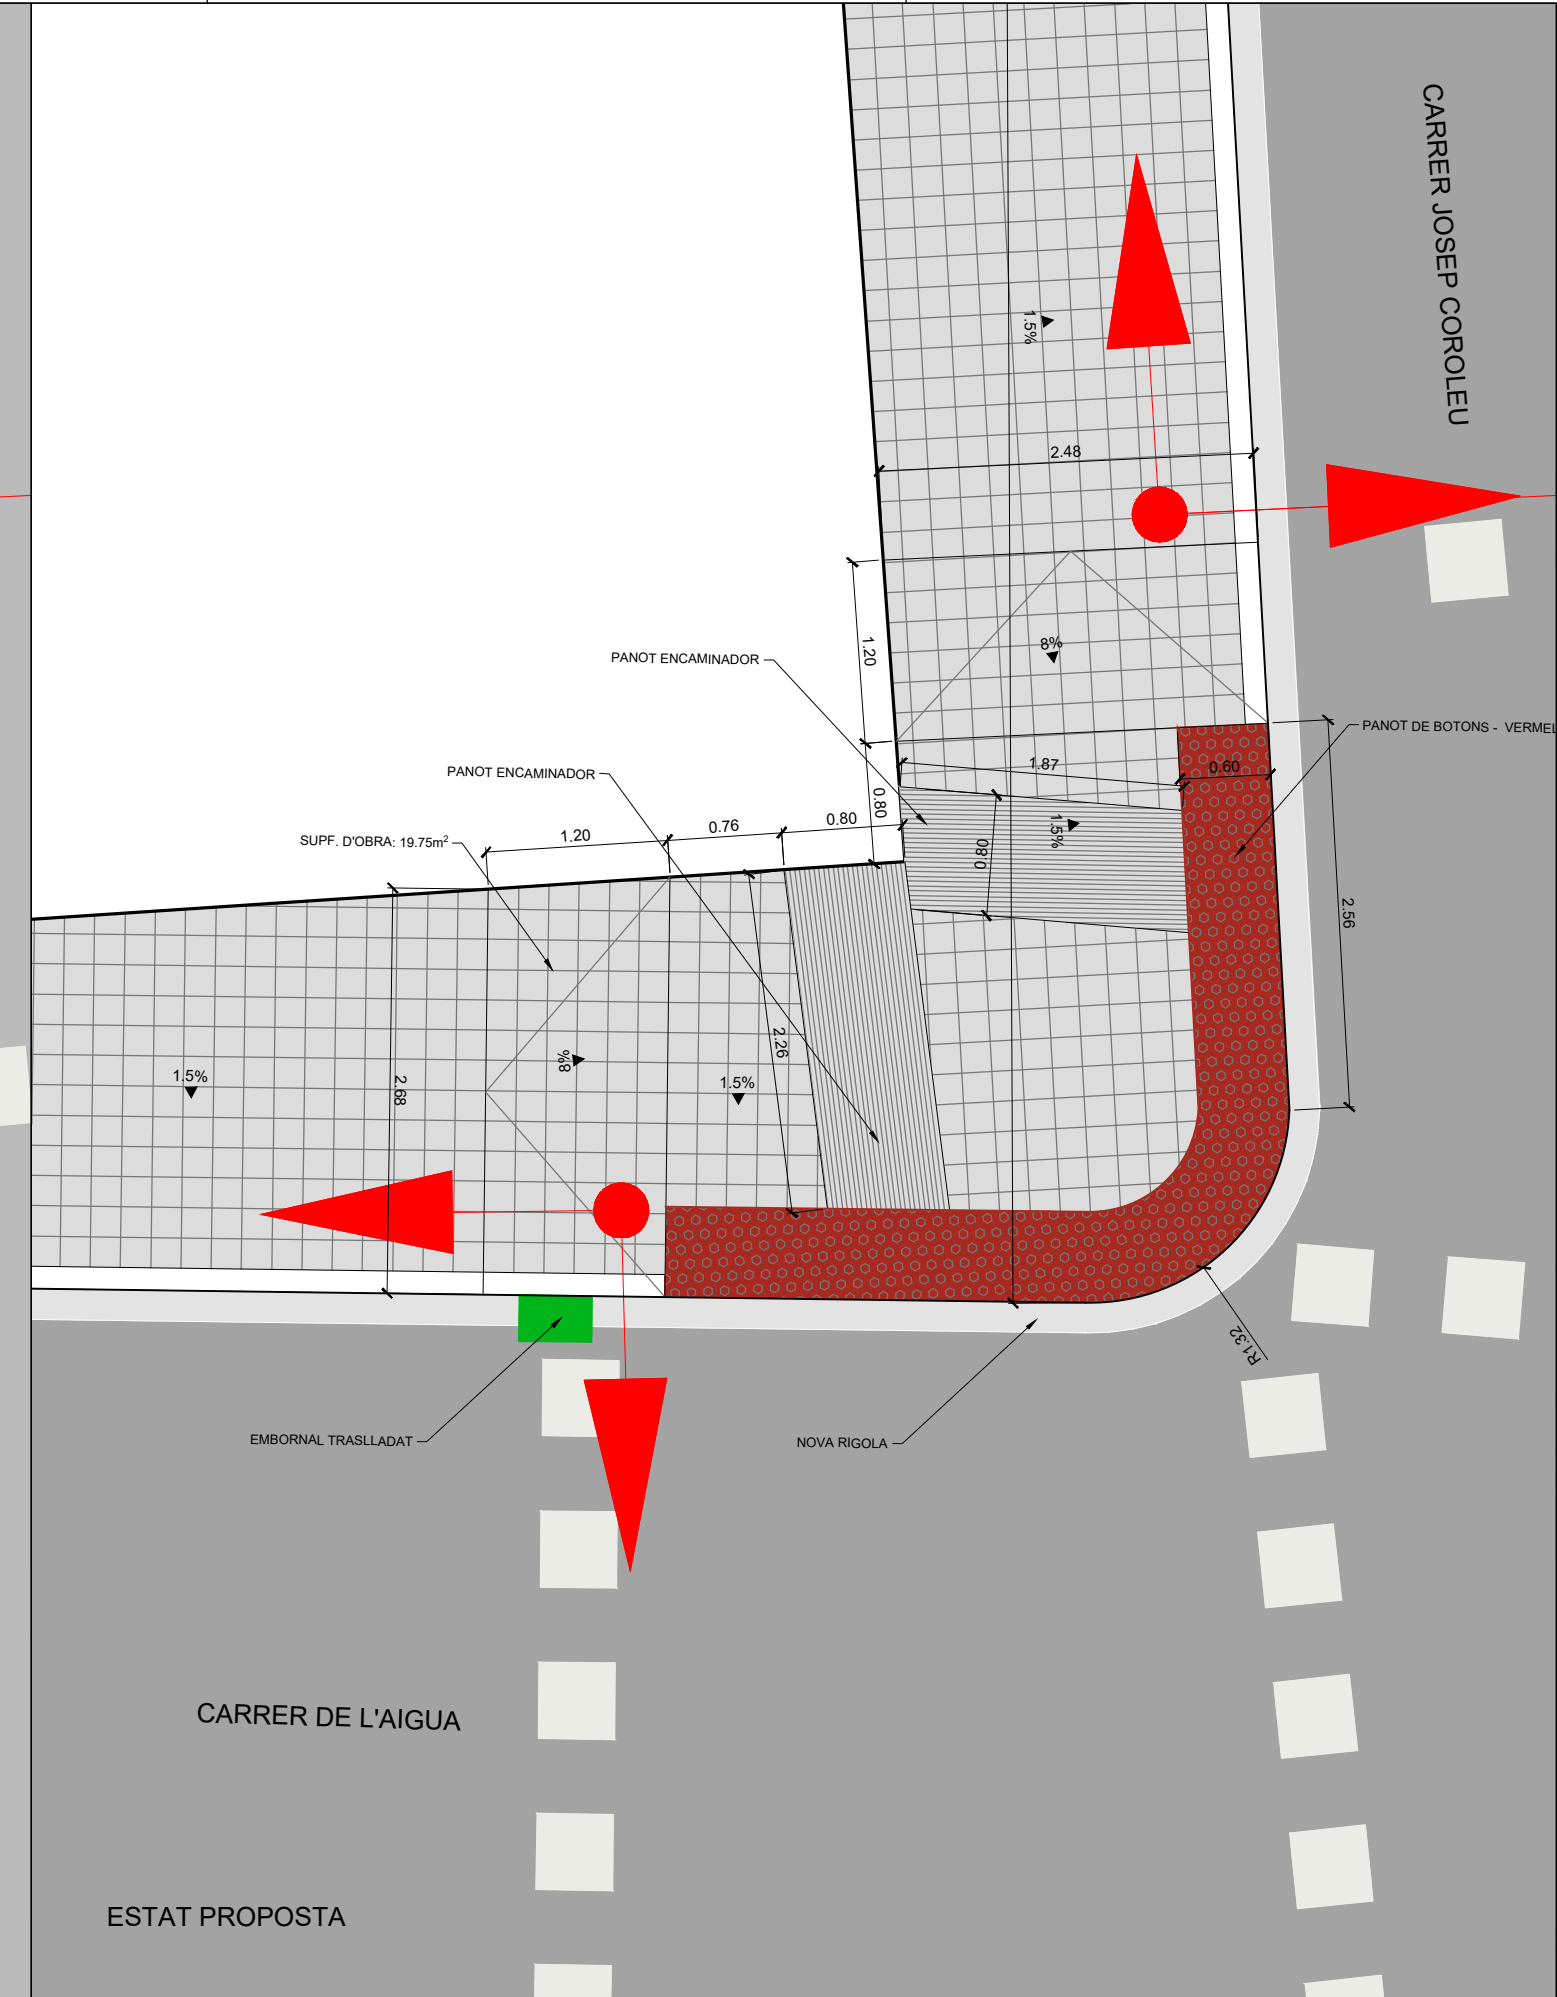 CARRER JOSEP COROLEU
1.5%
2.48
8%
1.20
PANOT ENCAMINADOR
PANOT DE BOTONS - VERMEL
1.87
0.60
PANOT ENCAMINADOR
0.80
1.5%
0.80
SUPF. D'OBRA: 19.75m²
1.20
0.76
0.80
2.56
2.26
8%
1.5%
1.5%
2.68
R1.32
EMBORNAL TRASLLADAT
NOVA RIGOLA
CARRER DE L'AIGUA
ESTAT PROPOSTA